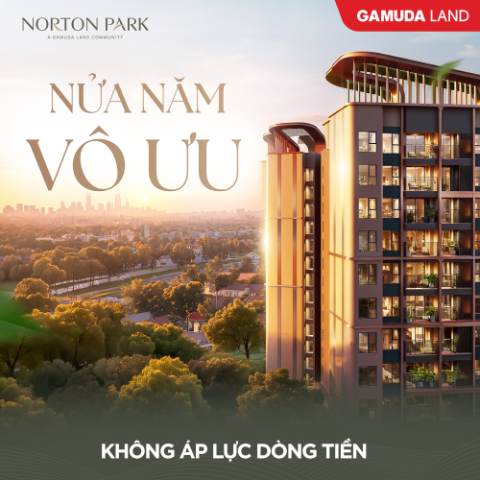 NORTON PARK
A GAMUDA LAND COMMUNITY
GAMUDA LAND
NỬA NĂM
VÔ ƯU
KHÔNG ÁP LỰC DÒNG TIỀN